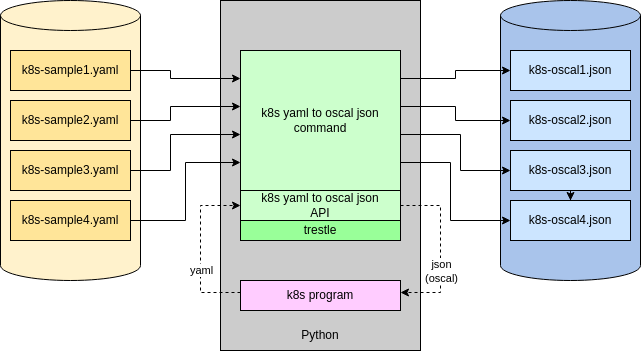 k8s-sample1.yaml
k8s-sample2.yaml
k8s-sample3.yaml
k8s-sample4.yaml
k8s yaml to oscal json
command
k8s yaml to oscal json
API
trestle
yaml
json
(oscal)
k8s program
Python
k8s-oscal1.json
k8s-oscal2.json
k8s-oscal3.json
k8s-oscal4.json